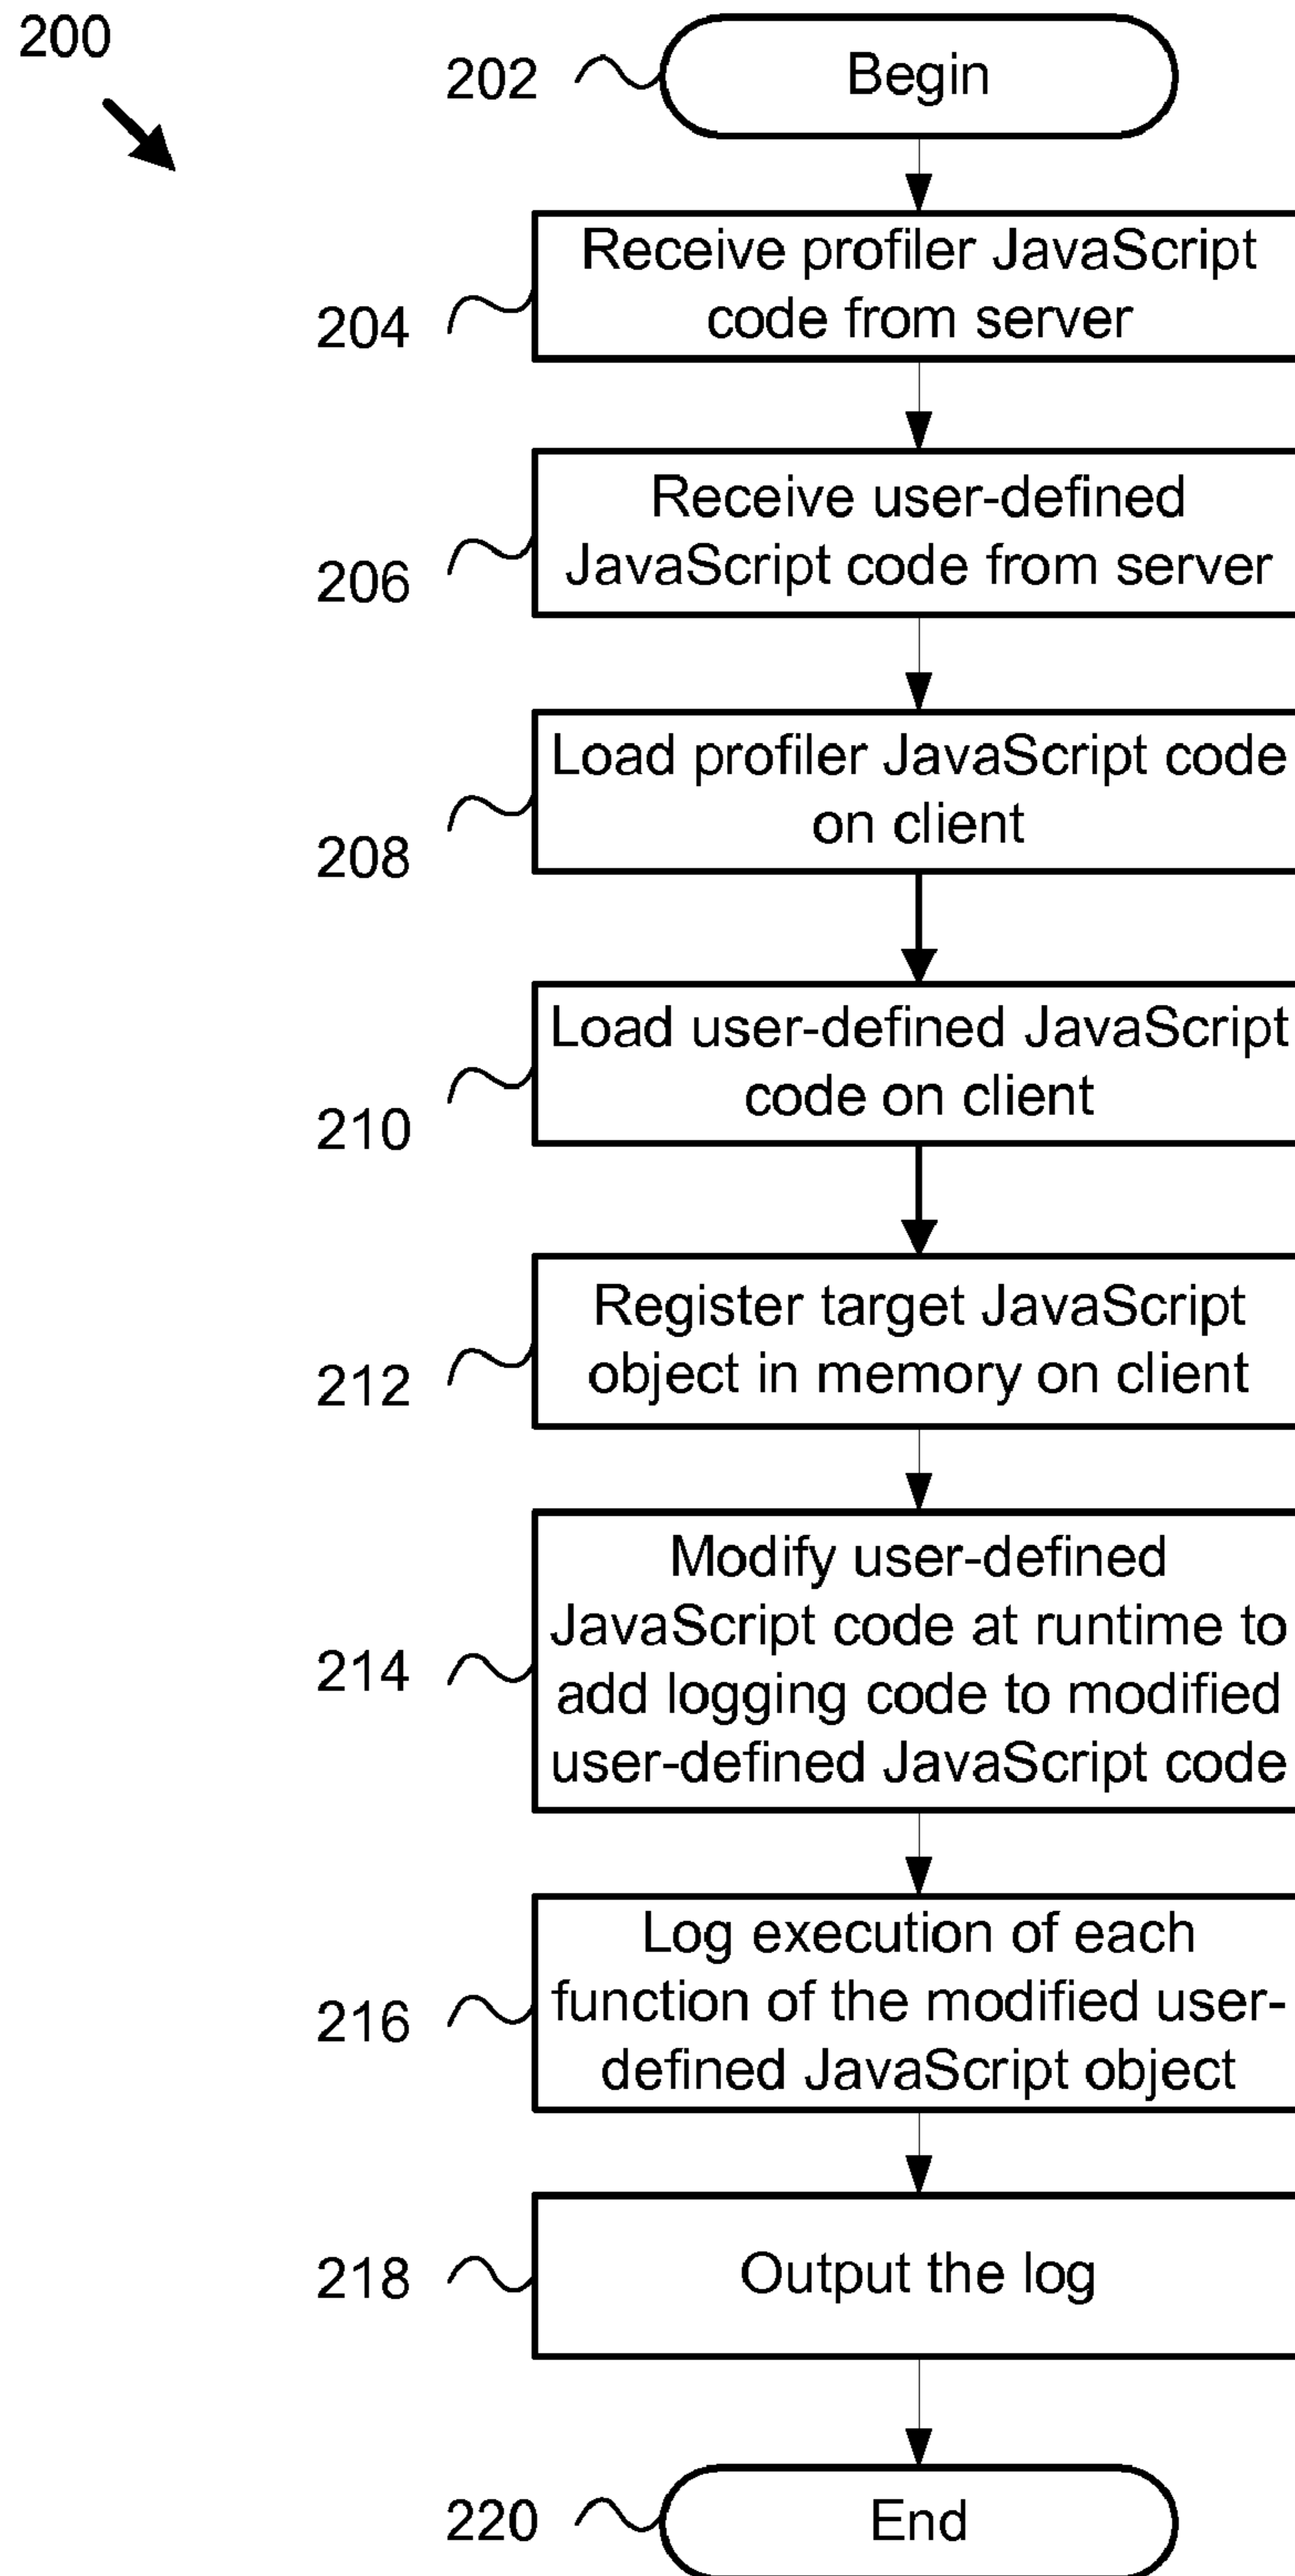 200
202
Begin
204
Receive profiler JavaScript
code from server
206
Receive user-defined
JavaScript code from server
208
Load profiler JavaScript code
on client
210
Load user-defined JavaScript
code on client
212
Register target JavaScript
object in memory on client
214
Modify user-defined
JavaScript code at runtime to
add logging code to modified
user-defined JavaScript code
216
Log execution of each
function of the modified user-
defined JavaScript object
218
Output the log
220
End